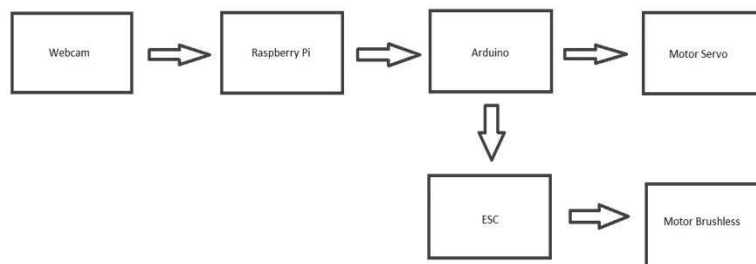 Webcam
Raspberry Pi
Arduino
Motor Servo
ESC
Motor Brushless